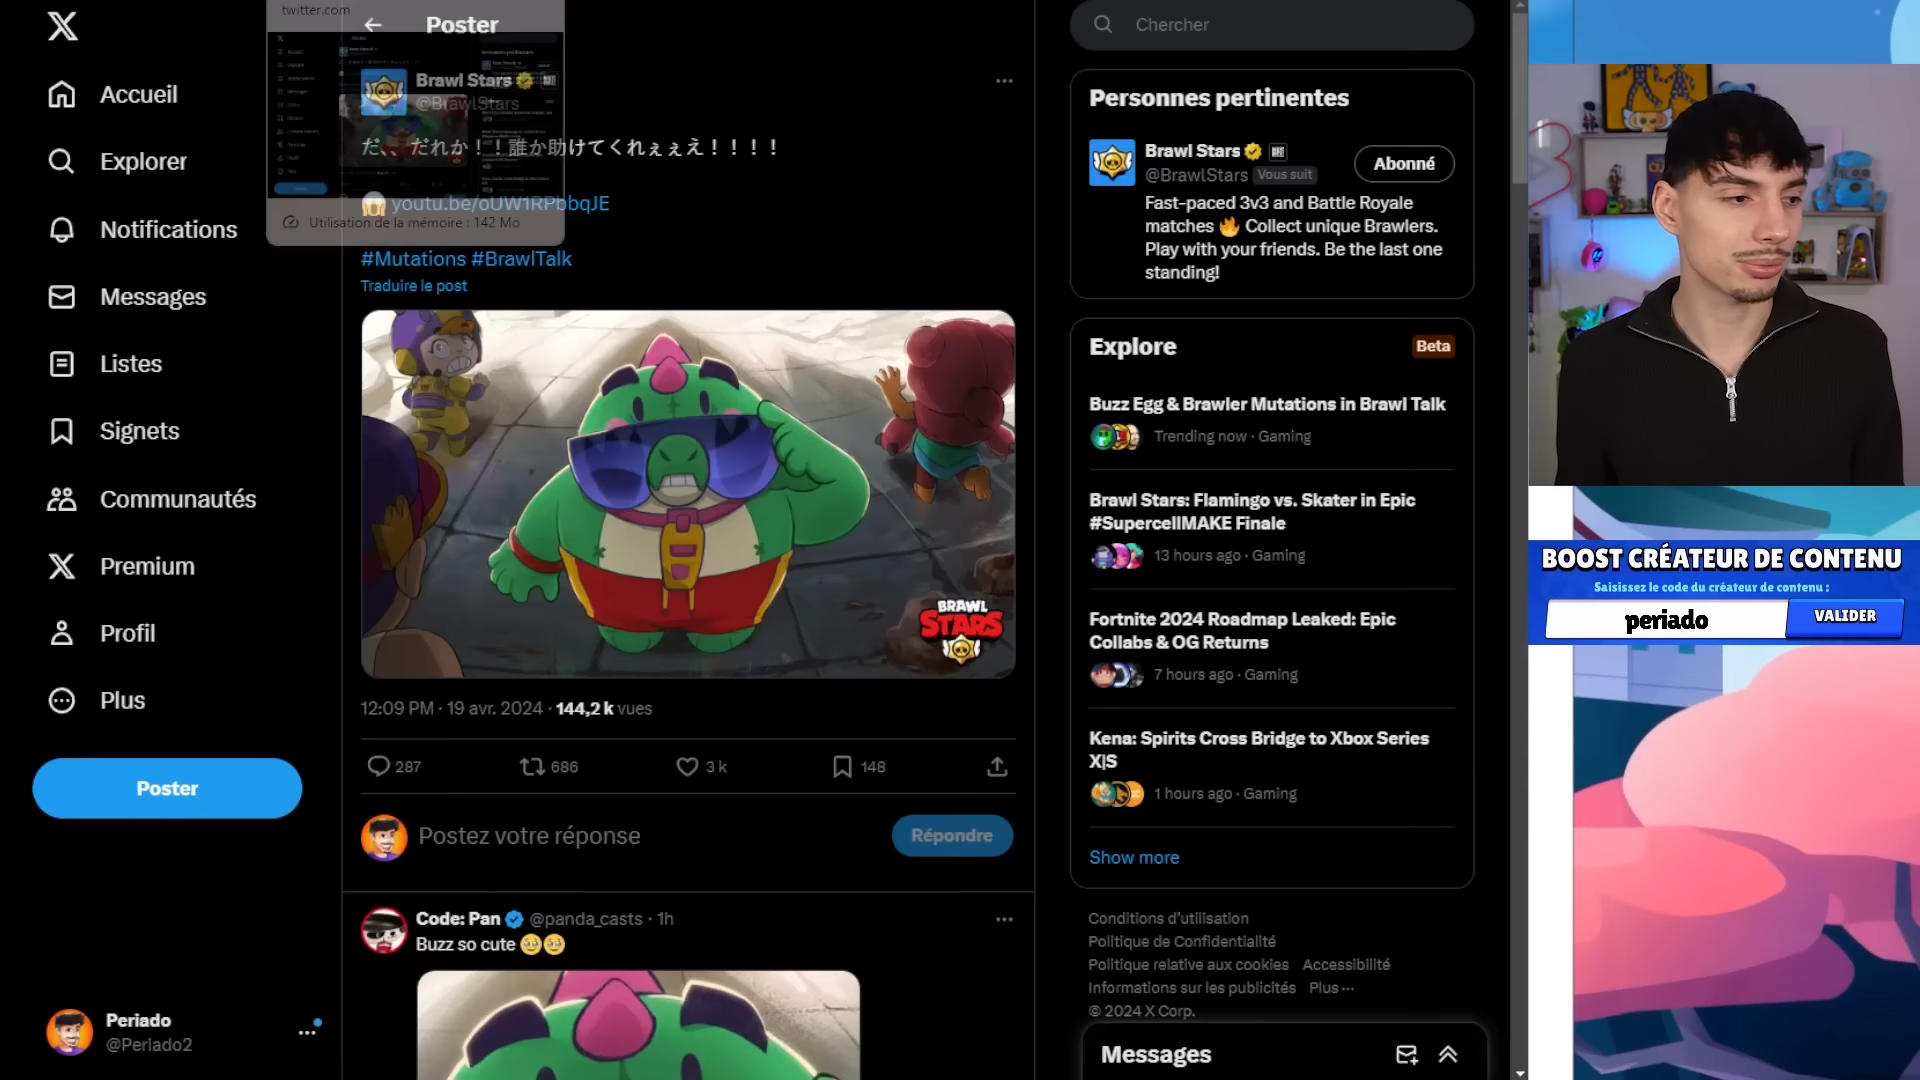 twitter.com
Poster
Chercher
Accueil
Explorer
Notifications
Messages
Listes
Signets
Communautés
Premium
Profil
Plus
Poster
Periado
@Periado2
Brawl Stars
@BrawlStars
だ、、だれか！！誰か助けてくれぇぇえ！！！！
😱 youtu.be/oUW1RPbbqJE
Utilisation de la mémoire : 142 Mo
#Mutations #BrawlTalk
Traduire le post
BRAWL
STARS
12:09 PM · 19 avr. 2024 · 144,2 k vues
287
686
3 k
148
Postez votre réponse
Répondre
Code: Pan @panda_casts · 1h
Buzz so cute 🥹🥹
Personnes pertinentes
Brawl Stars
@BrawlStars Vous suit
Abonné
Fast-paced 3v3 and Battle Royale
matches 🔥 Collect unique Brawlers.
Play with your friends. Be the last one
standing!
Explore
Beta
Buzz Egg & Brawler Mutations in Brawl Talk
Trending now · Gaming
Brawl Stars: Flamingo vs. Skater in Epic
#SupercellMAKE Finale
13 hours ago · Gaming
Fortnite 2024 Roadmap Leaked: Epic
Collabs & OG Returns
7 hours ago · Gaming
Kena: Spirits Cross Bridge to Xbox Series
X|S
1 hours ago · Gaming
Show more
Conditions d'utilisation
Politique de Confidentialité
Politique relative aux cookies Accessibilité
Informations sur les publicités Plus ···
© 2024 X Corp.
Messages
BOOST CRÉATEUR DE CONTENU
Saisissez le code du créateur de contenu :
periado
VALIDER